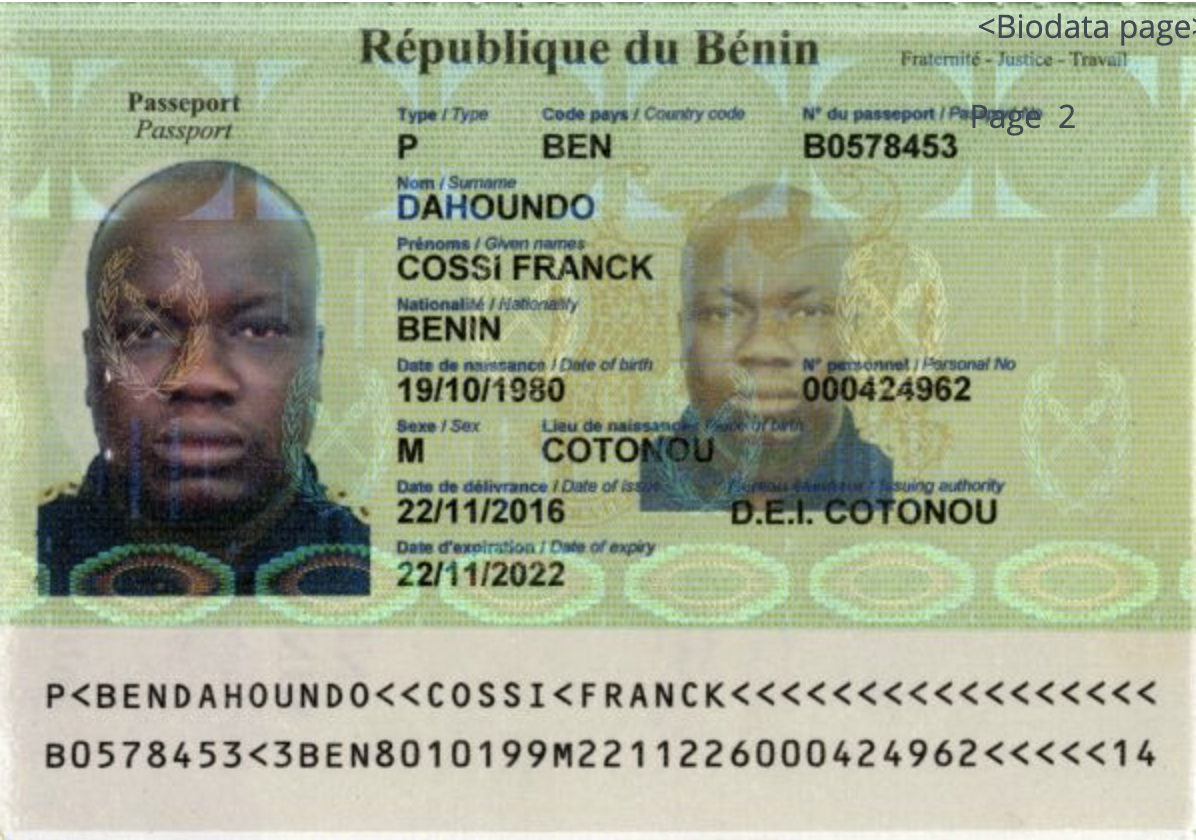 <Biodata page>
République du Bénin
Fraternité - Justice - Travail
Passeport
Passport
Type / Type Code pays / Country code N° du passeport / Passport No
Page 2
P BEN B0578453
Nom / Surname
DAHOUNDO
Prénoms / Given names
COSSI FRANCK
Nationalité / Nationality
BENIN
Date de naissance / Date of birth N° personnel / Personal No
19/10/1980 000424962
Sexe / Sex Lieu de naissance / Place of birth
M COTONOU
Date de délivrance / Date of issue / Issuing authority
22/11/2016 D.E.I. COTONOU
Date d'expiration / Date of expiry
22/11/2022
P<BENDAHOUNDO<<COSSI<FRANCK<<<<<<<<<<<<<<<<<
B0578453<3BEN8010199M2211226000424962<<<<<14